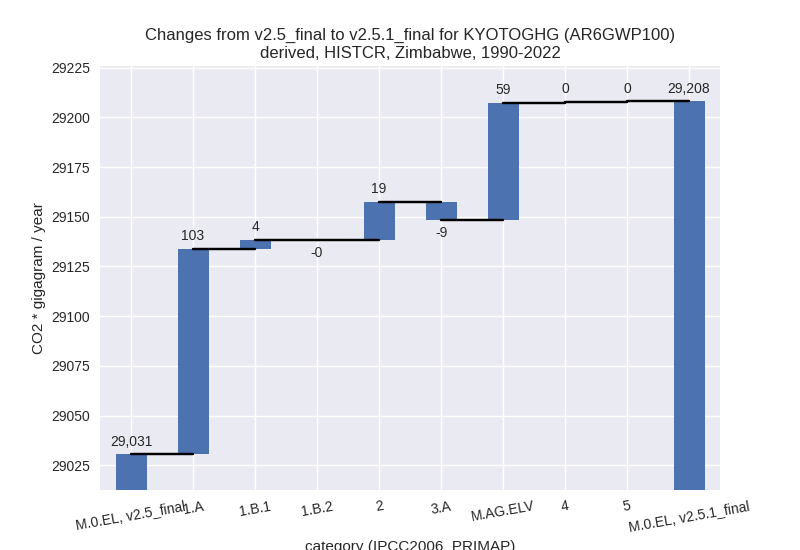 Changes from v2.5_final to v2.5.1_final for KYOTOGHG (AR6GWP100)
derived, HISTCR, Zimbabwe, 1990-2022
29225
29200
29175
29150
29125
29100
29075
29050
29025
CO2 * gigagram / year
29,031
103
4
-0
19
-9
59
0
0
29,208
M.0.EL, v2.5_final
1.A
1.B.1
1.B.2
2
3.A
M.AG.ELV
4
5
M.0.EL, v2.5.1_final
category (IPCC2006_PRIMAP)